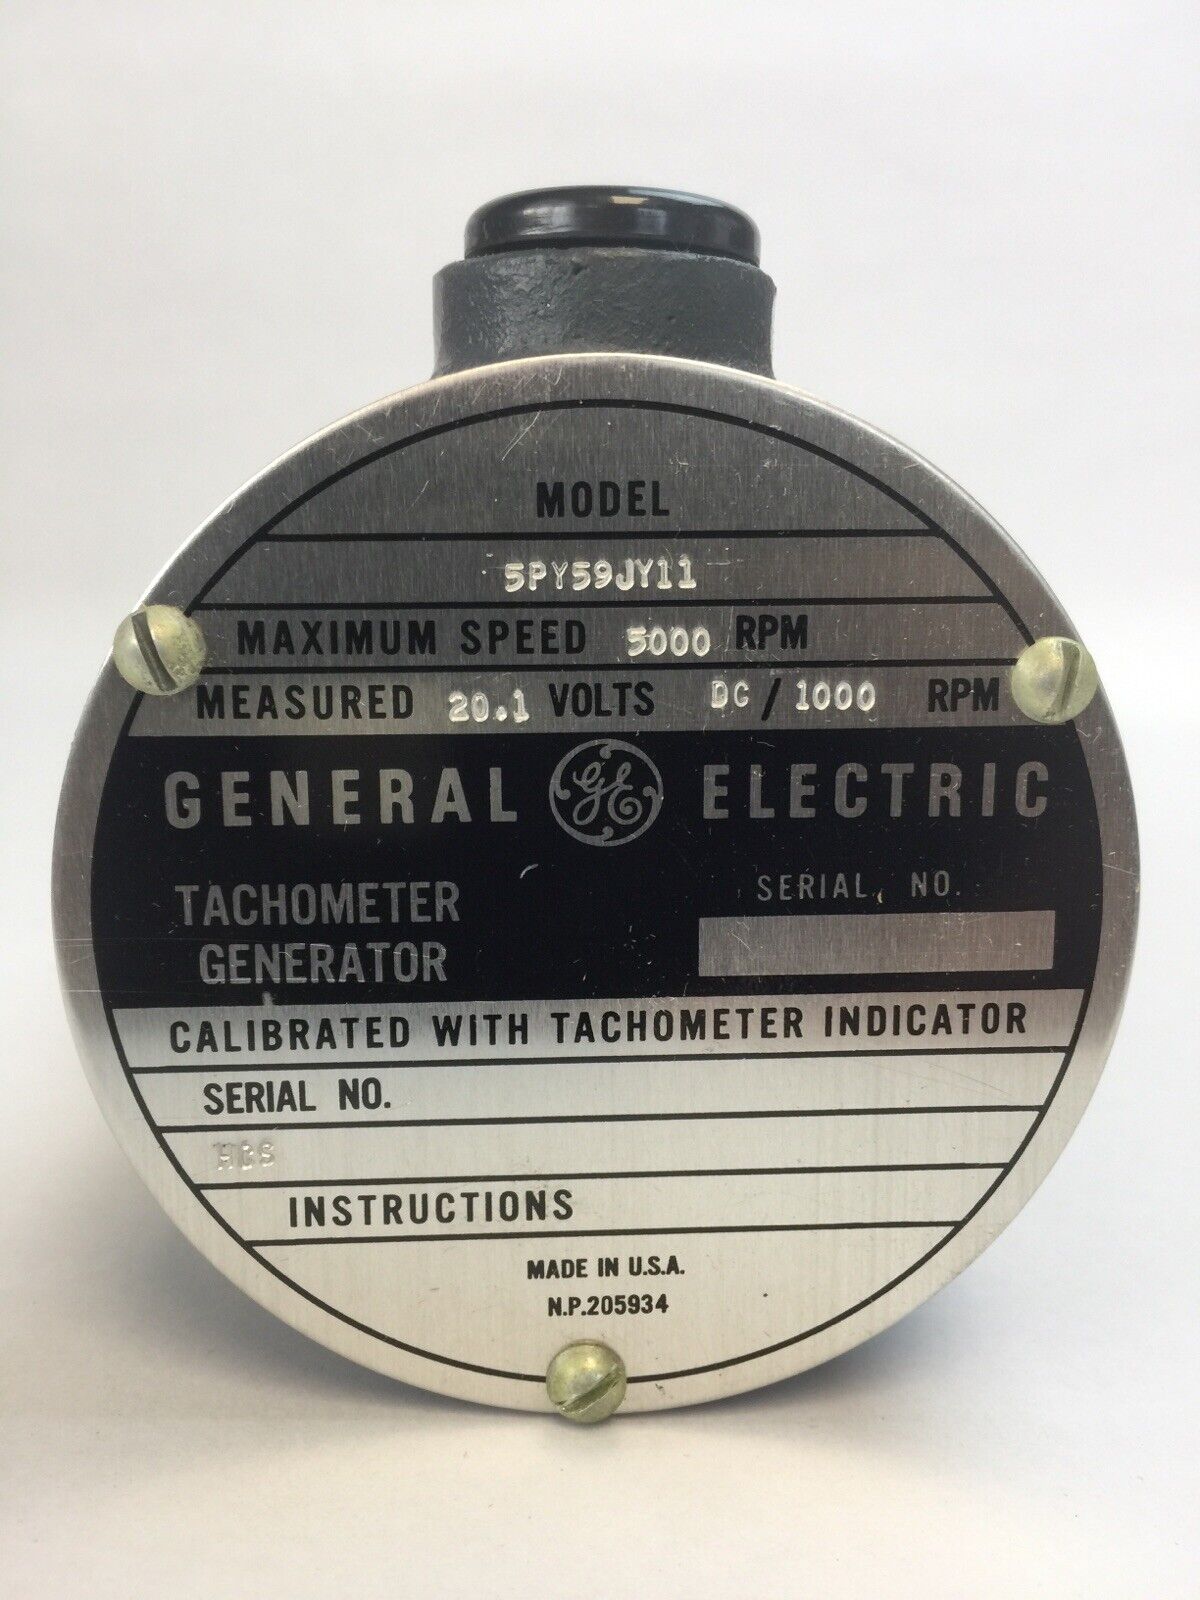 MODEL
5PY59JY11
MAXIMUM SPEED 5000 RPM
MEASURED 20.1 VOLTS DC / 1000 RPM
GENERAL GE ELECTRIC
TACHOMETER
GENERATOR
SERIAL NO.
CALIBRATED WITH TACHOMETER INDICATOR
SERIAL NO.
INSTRUCTIONS
MADE IN U.S.A.
N.P.205934